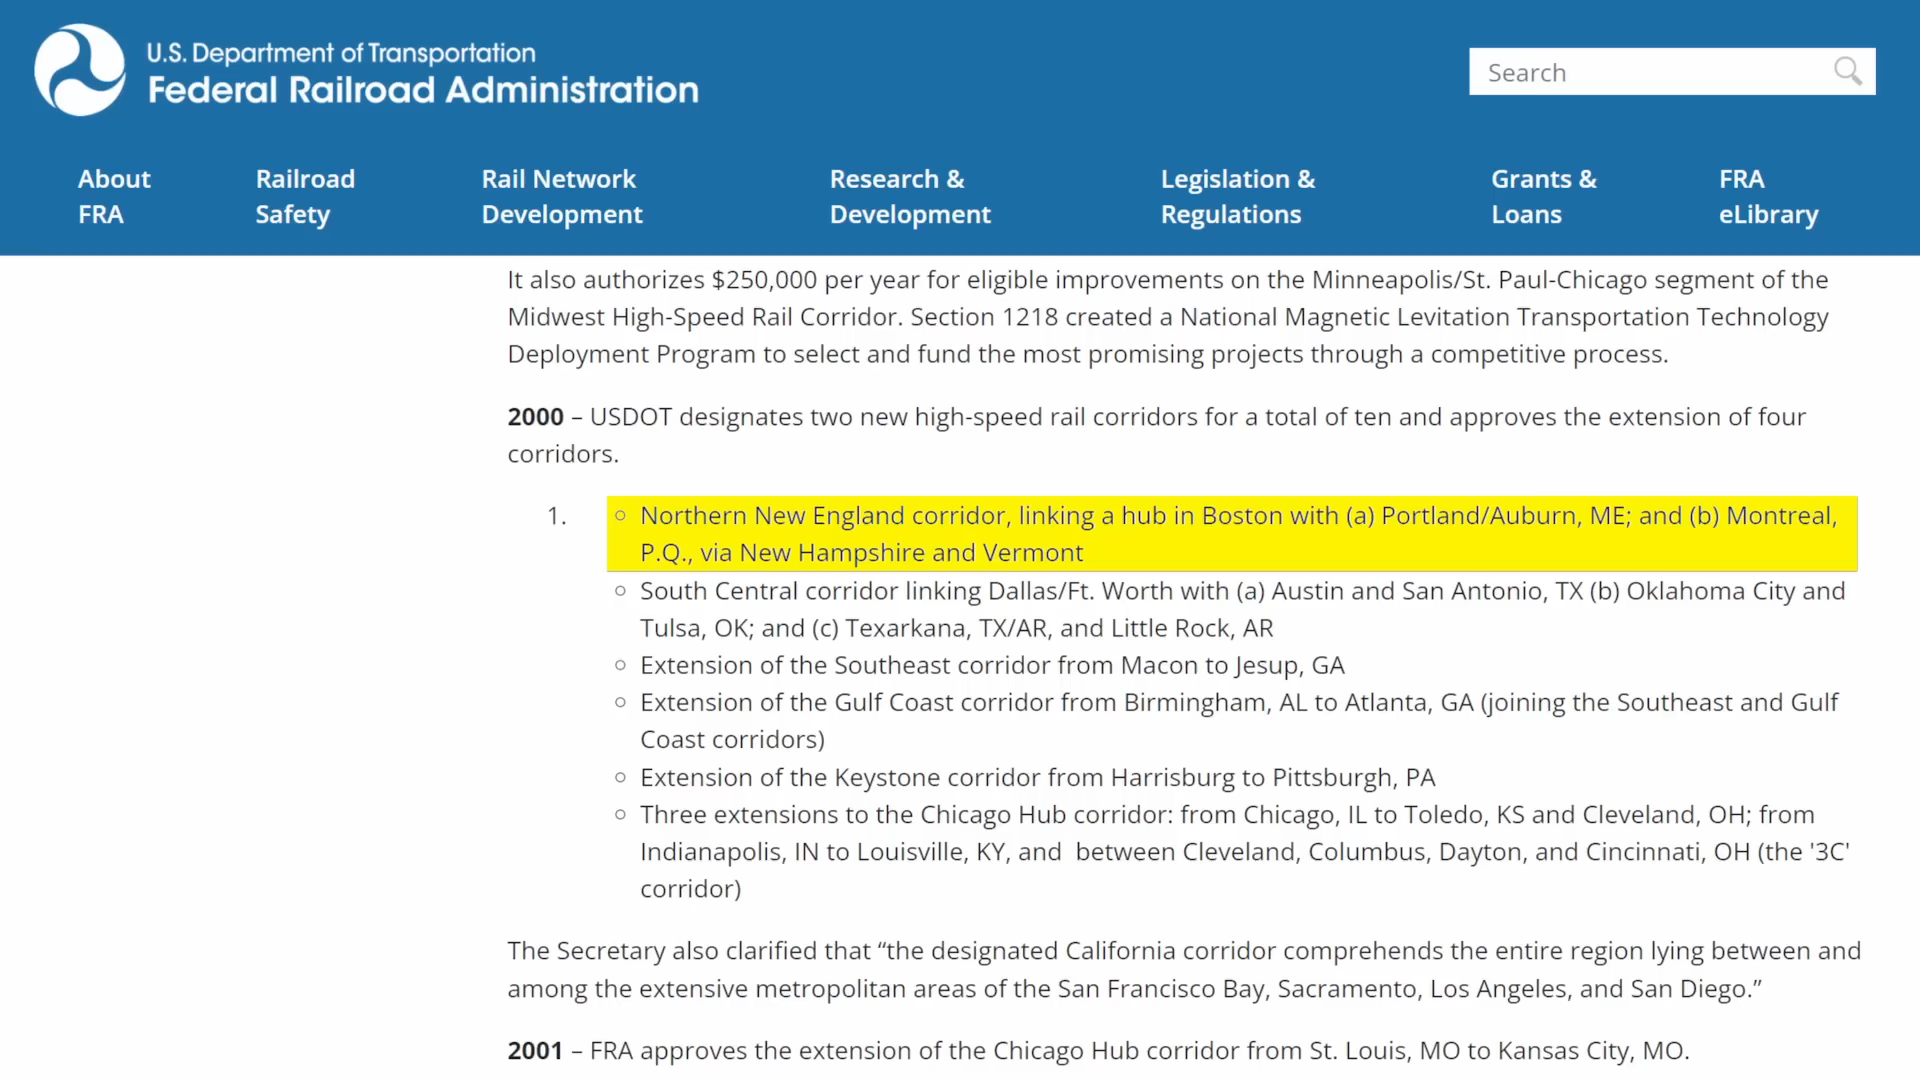 U.S. Department of Transportation
Federal Railroad Administration
Search
About
FRA
Railroad
Safety
Rail Network
Development
Research &
Development
Legislation &
Regulations
Grants &
Loans
FRA
eLibrary
It also authorizes $250,000 per year for eligible improvements on the Minneapolis/St. Paul-Chicago segment of the
Midwest High-Speed Rail Corridor. Section 1218 created a National Magnetic Levitation Transportation Technology
Deployment Program to select and fund the most promising projects through a competitive process.
2000 – USDOT designates two new high-speed rail corridors for a total of ten and approves the extension of four
corridors.
1. ○ Northern New England corridor, linking a hub in Boston with (a) Portland/Auburn, ME; and (b) Montreal,
P.Q., via New Hampshire and Vermont
○ South Central corridor linking Dallas/Ft. Worth with (a) Austin and San Antonio, TX (b) Oklahoma City and
Tulsa, OK; and (c) Texarkana, TX/AR, and Little Rock, AR
○ Extension of the Southeast corridor from Macon to Jesup, GA
○ Extension of the Gulf Coast corridor from Birmingham, AL to Atlanta, GA (joining the Southeast and Gulf
Coast corridors)
○ Extension of the Keystone corridor from Harrisburg to Pittsburgh, PA
○ Three extensions to the Chicago Hub corridor: from Chicago, IL to Toledo, KS and Cleveland, OH; from
Indianapolis, IN to Louisville, KY, and between Cleveland, Columbus, Dayton, and Cincinnati, OH (the '3C'
corridor)
The Secretary also clarified that “the designated California corridor comprehends the entire region lying between and
among the extensive metropolitan areas of the San Francisco Bay, Sacramento, Los Angeles, and San Diego.”
2001 – FRA approves the extension of the Chicago Hub corridor from St. Louis, MO to Kansas City, MO.